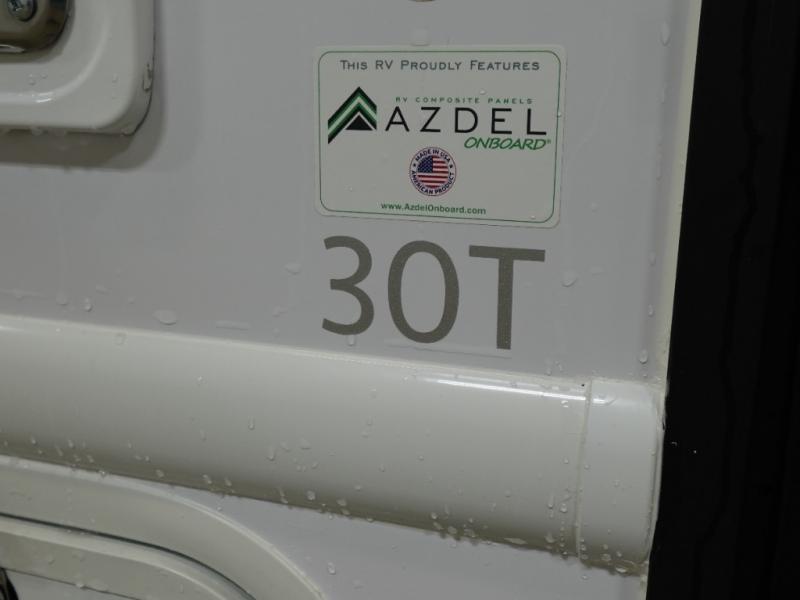 This RV Proudly Features
RV COMPOSITE PANELS
AZDEL
ONBOARD®
MADE IN USA
AMERICAN PRODUCT
www.AzdelOnboard.com
30T